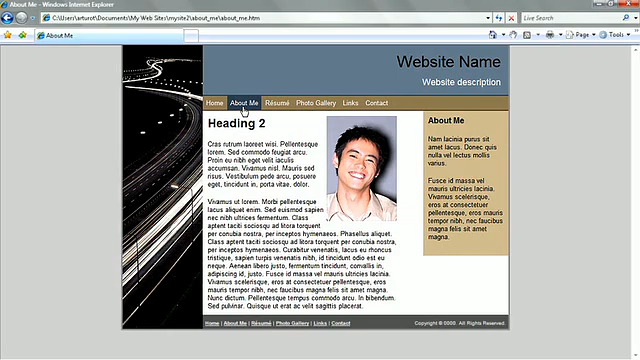 About Me - Windows Internet Explorer
C:\Users\arturot\Documents\My Web Sites\mysite2\about_me\about_me.htm
Live Search
About Me
Page
Tools
Website Name
Website description
Home About Me Résumé Photo Gallery Links Contact
Heading 2
Cras rutrum laoreet wisi. Pellentesque
lorem. Sed commodo feugiat arcu.
Proin eu nibh eget velit iaculis
accumsan. Vivamus nisl. Mauris sed
risus. Vestibulum pede arcu, posuere
eget, tincidunt in, porta vitae, dolor.
Vivamus ut lorem. Morbi pellentesque
lacus aliquet enim. Sed euismod sapien
nec nibh ultrices fermentum. Class
aptent taciti sociosqu ad litora torquent
per conubia nostra, per inceptos hymenaeos. Phasellus aliquet.
Class aptent taciti sociosqu ad litora torquent per conubia nostra,
per inceptos hymenaeos. Curabitur venenatis, lacus eu rhoncus
tristique, sapien turpis venenatis nibh, id tincidunt odio est eu
neque. Aenean libero justo, fermentum tincidunt, convallis in,
adipiscing id, justo. Fusce id massa vel mauris ultricies lacinia.
Vivamus scelerisque, eros at consectetuer pellentesque, eros
mauris tempor nibh, nec faucibus magna felis sit amet magna.
Nunc dictum. Pellentesque tempus commodo arcu. In bibendum.
Sed pulvinar. Quisque ut erat ac velit sagittis placerat.
About Me
Nam lacinia purus sit
amet lacus. Donec quis
nulla vel lectus mollis
varius.
Fusce id massa vel
mauris ultricies lacinia.
Vivamus scelerisque,
eros at consectetuer
pellentesque, eros mauris
tempor nibh, nec
faucibus magna felis sit
amet magna.
Home | About Me | Résumé | Photo Gallery | Links | Contact
Copyright © 0000. All Rights Reserved.